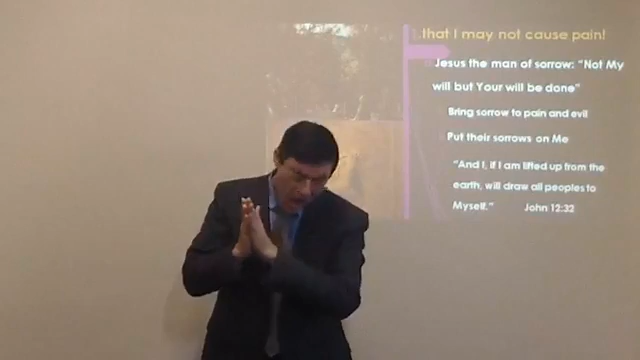 that I may not cause pain!
Jesus the man of sorrow: “Not My
will but Your will be done”
Bring sorrow to pain and evil
Put their sorrows on Me
“And I, if I am lifted up from the
earth, will draw all peoples to
Myself.” John 12:32